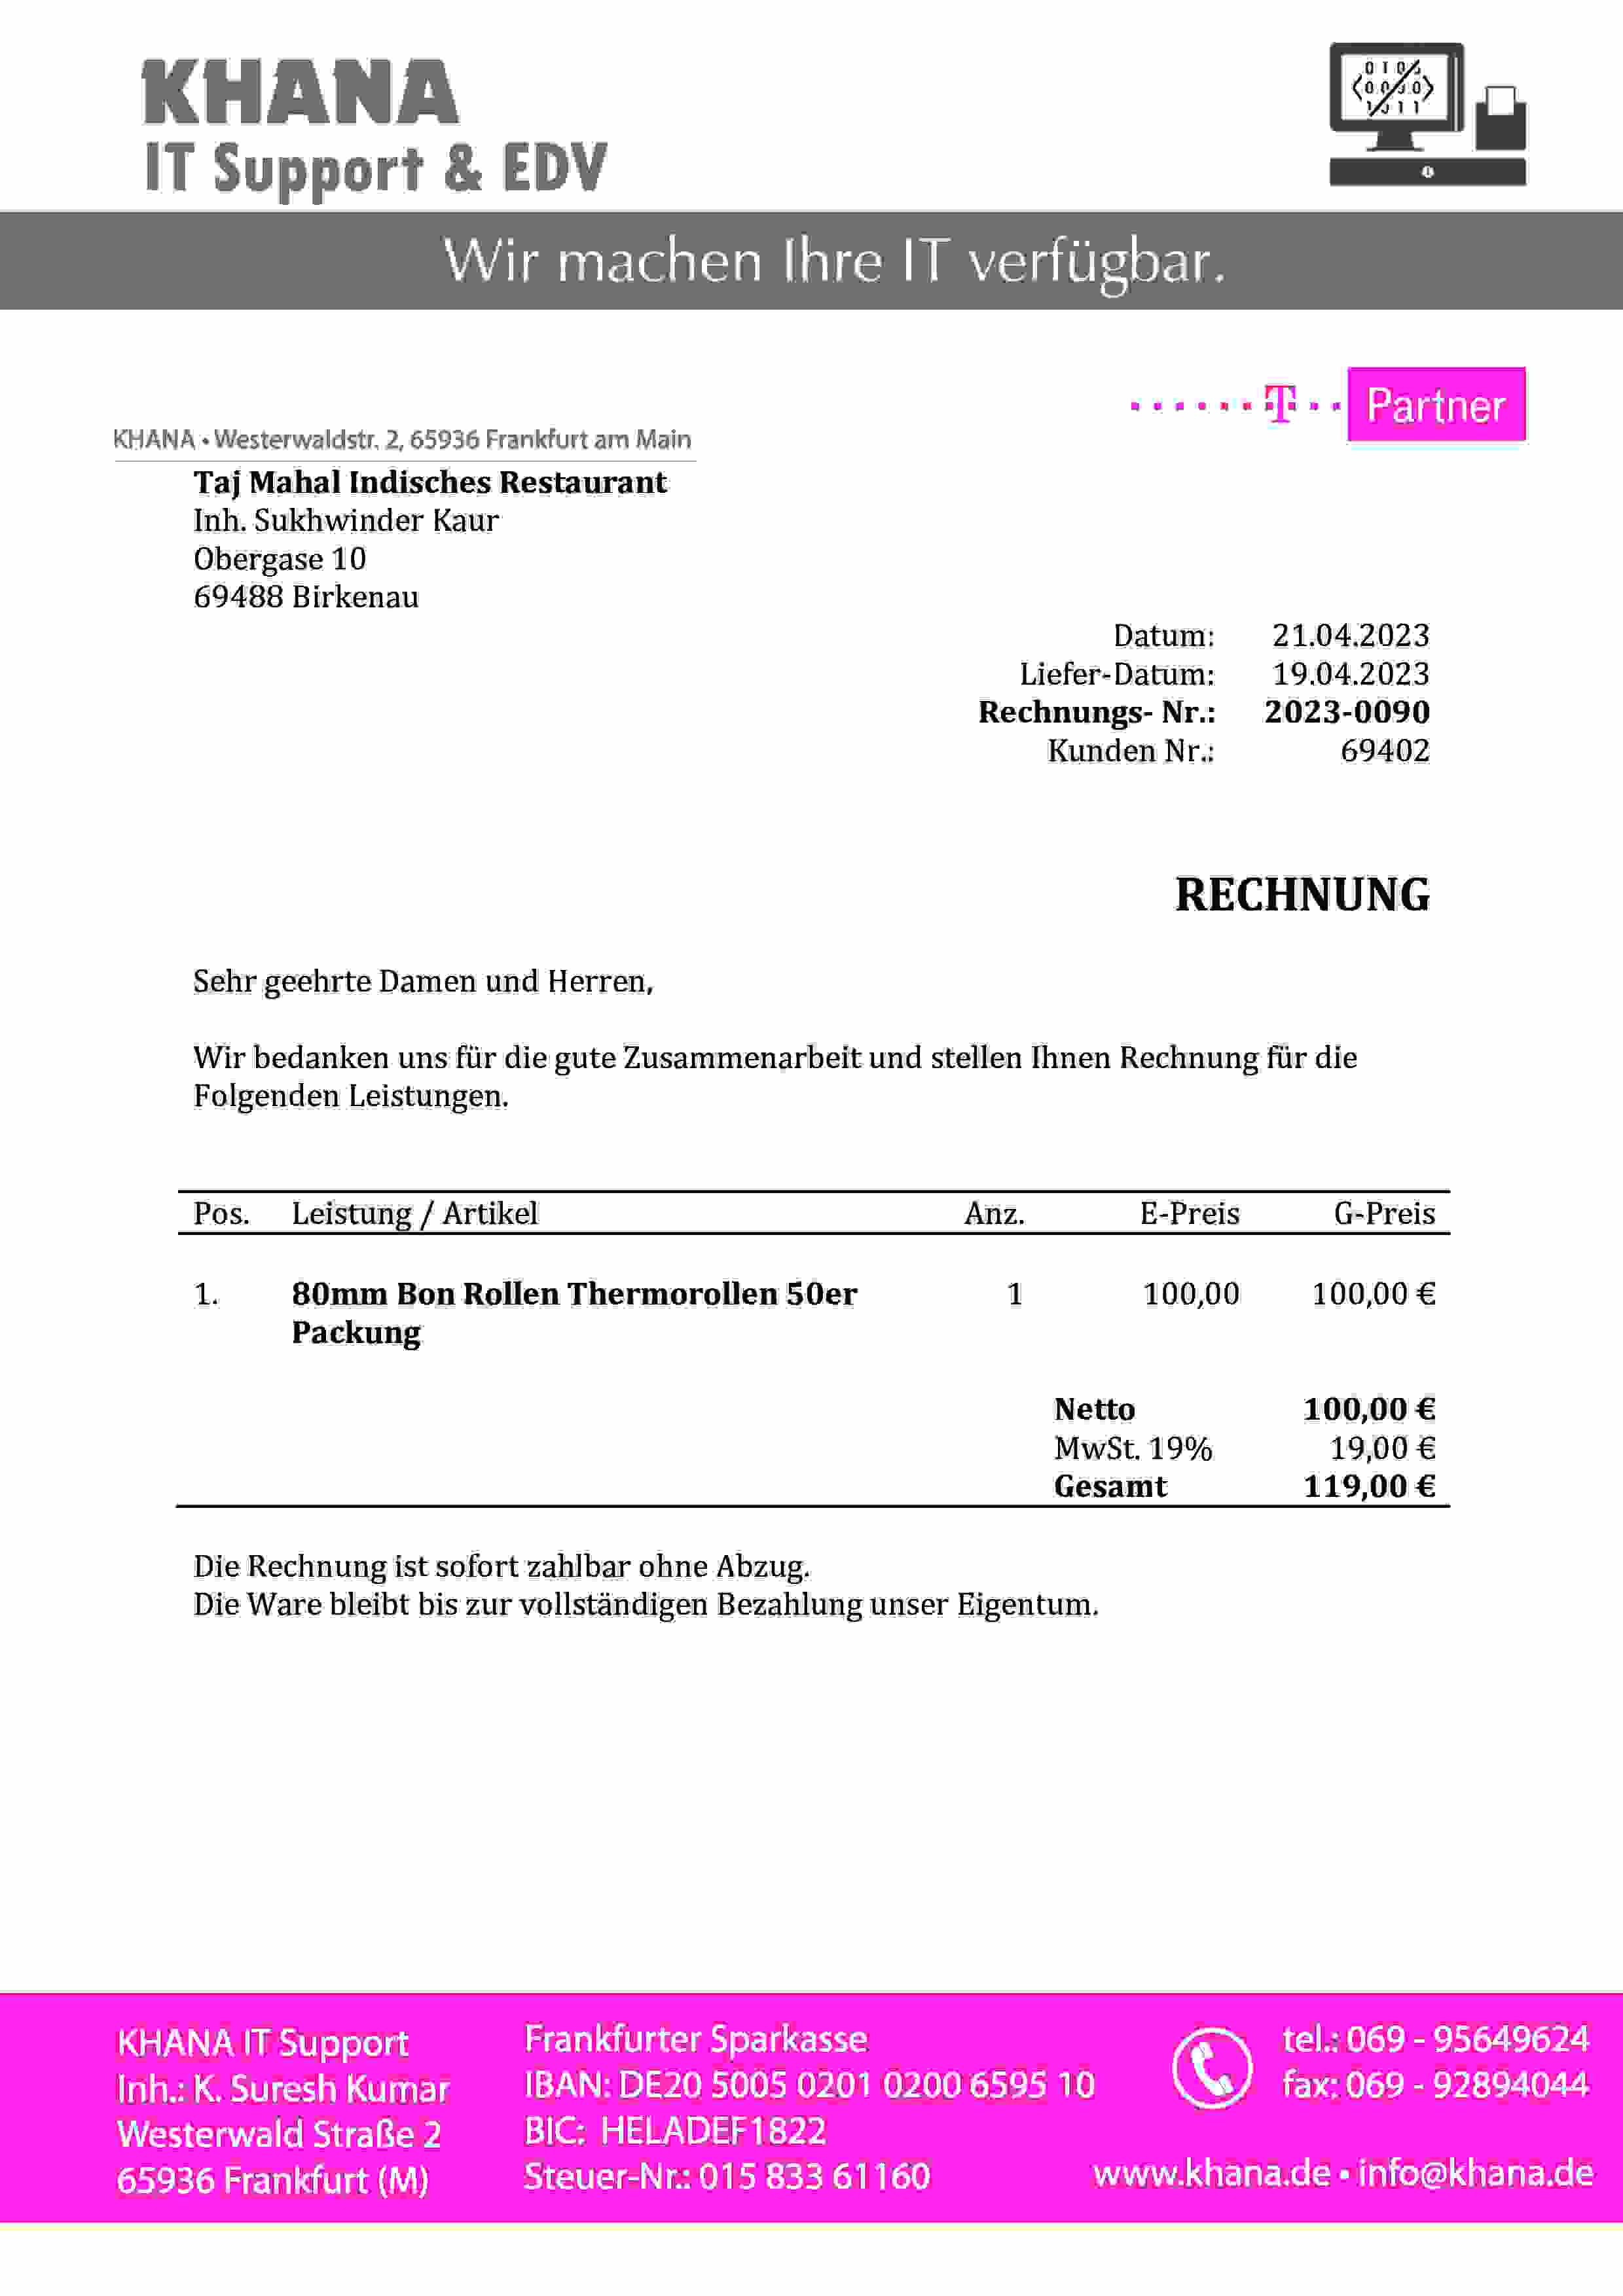 KHANA
IT Support & EDV
Wir machen Ihre IT verfügbar.
T Partner
KHANA • Westerwaldstr. 2, 65936 Frankfurt am Main
Taj Mahal Indisches Restaurant
Inh. Sukhwinder Kaur
Obergase 10
69488 Birkenau
Datum: 21.04.2023
Liefer-Datum: 19.04.2023
Rechnungs- Nr.: 2023-0090
Kunden Nr.: 69402
RECHNUNG
Sehr geehrte Damen und Herren,
Wir bedanken uns für die gute Zusammenarbeit und stellen Ihnen Rechnung für die
Folgenden Leistungen.
Pos. Leistung / Artikel Anz. E-Preis G-Preis
1. 80mm Bon Rollen Thermorollen 50er 1 100,00 100,00 €
Packung
Netto 100,00 €
MwSt. 19% 19,00 €
Gesamt 119,00 €
Die Rechnung ist sofort zahlbar ohne Abzug.
Die Ware bleibt bis zur vollständigen Bezahlung unser Eigentum.
KHANA IT Support
Inh.: K. Suresh Kumar
Westerwald Straße 2
65936 Frankfurt (M)
Frankfurter Sparkasse
IBAN: DE20 5005 0201 0200 6595 10
BIC: HELADEF1822
Steuer-Nr.: 015 833 61160
tel.: 069 - 95649624
fax: 069 - 92894044
www.khana.de • info@khana.de